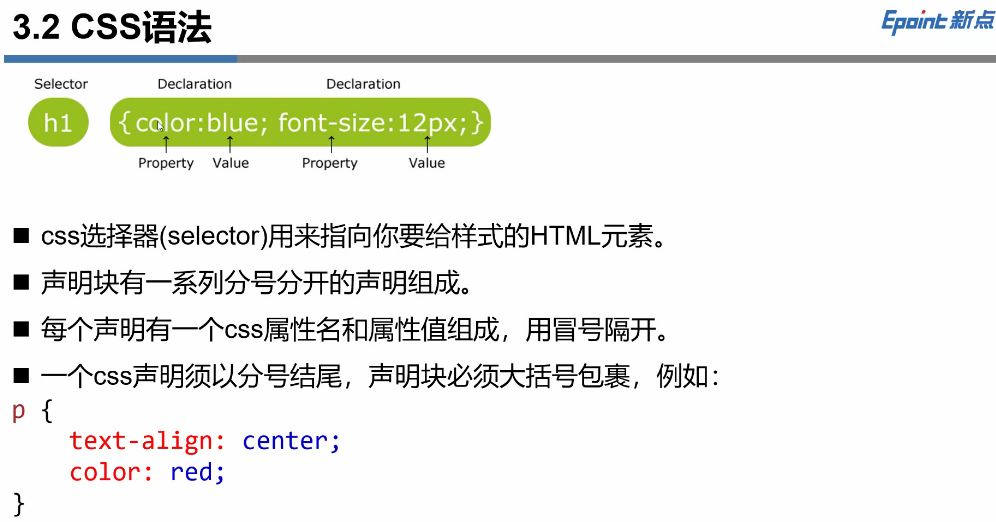 3.2 CSS语法
Epoint 新点
Selector Declaration Declaration
h1 {color:blue; font-size:12px;}
Property Value Property Value
css选择器(selector)用来指向你要给样式的HTML元素。
声明块有一系列分号分开的声明组成。
每个声明有一个css属性名和属性值组成，用冒号隔开。
一个css声明须以分号结尾，声明块必须大括号包裹，例如：
p {
text-align: center;
color: red;
}